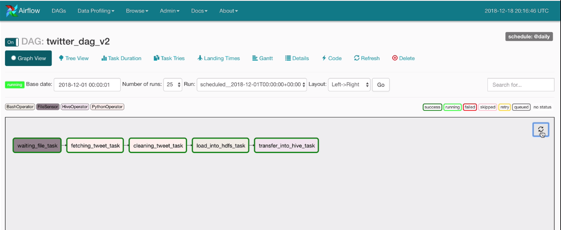 Airflow DAGs Data Profiling Browse Admin Docs About 2018-12-18 20:16:40 UTC
On DAG: twitter_dag_v2 schedule: @daily
Graph View Tree View Task Duration Task Tries Landing Times Gantt Details Code Refresh Delete
running Base date: 2018-12-01 00:00:01 Number of runs: 25 Run: scheduled__2018-12-01T00:00:00+00:00 Layout: Left->Right Go Search for...
BashOperator FileSensor HiveOperator PythonOperator success running failed skipped retry queued no status
waiting_file_task fetching_tweet_task cleaning_tweet_task load_into_hdfs_task transfer_into_hive_task